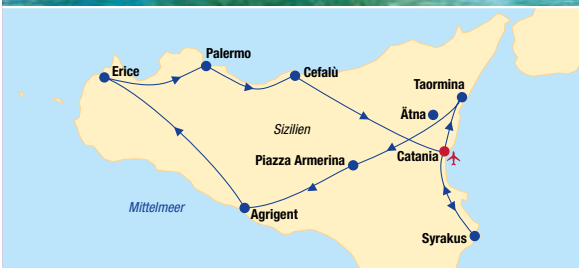 Palermo
Erice
Cefalù
Taormina
Ätna
Sizilien
Catania
Piazza Armerina
Mittelmeer
Agrigent
Syrakus